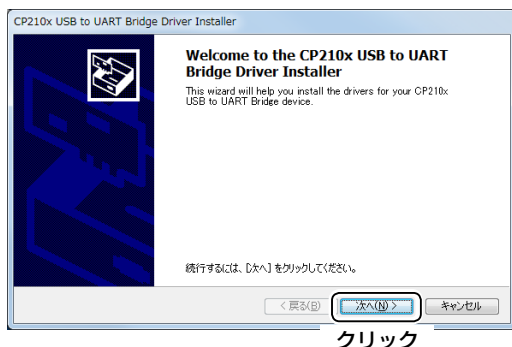 CP210x USB to UART Bridge Driver Installer
Welcome to the CP210x USB to UART
Bridge Driver Installer
This wizard will help you install the drivers for your CP210x
USB to UART Bridge device.
続行するには、[次へ] をクリックしてください。
< 戻る(B)
次へ(N) >
キャンセル
クリック